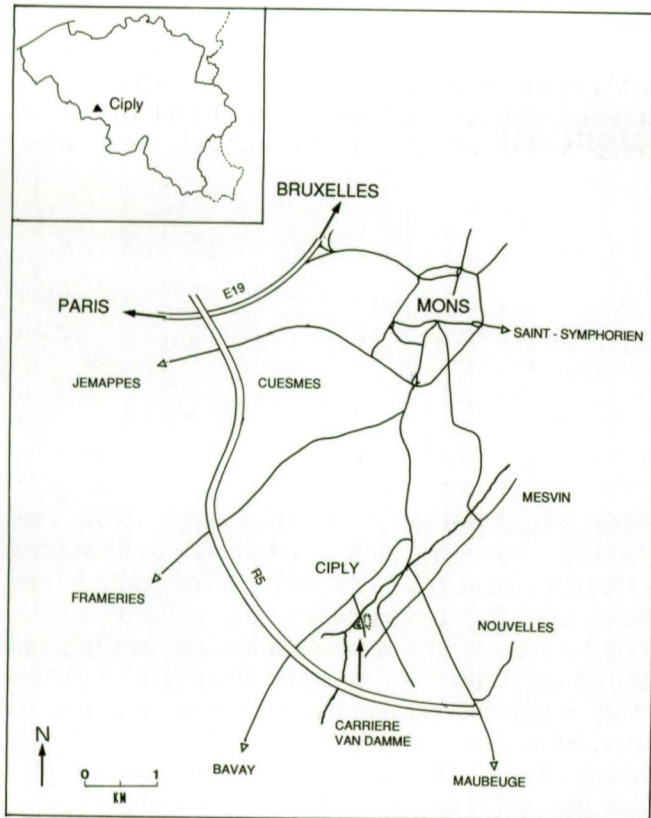 Ciply
BRUXELLES
E19
PARIS
MONS
SAINT - SYMPHORIEN
JEMAPPES
CUESMES
MESVIN
CIPLY
R5
FRAMERIES
NOUVELLES
CARRIERE
VAN DAMME
N
BAVAY
MAUBEUGE
0 1
KM